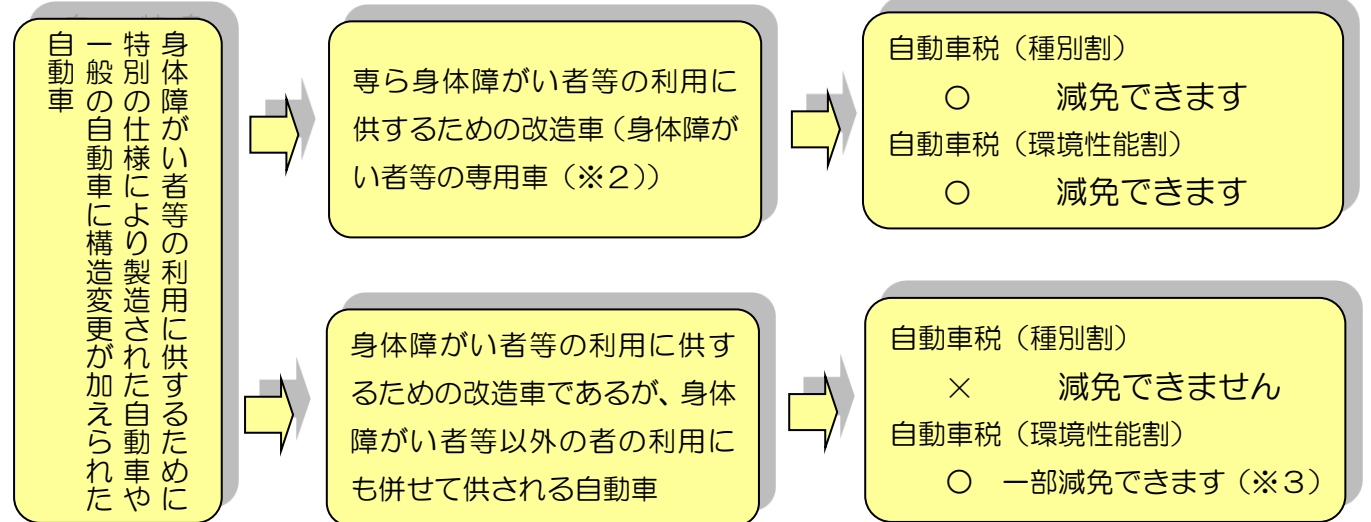 身体障がい者等の利用に供するために
特別の仕様により製造された自動車や
一般の自動車に構造変更が加えられた
自動車
専ら身体障がい者等の利用に
供するための改造車(身体障が
い者等の専用車(※2))
自動車税(種別割)
○ 減免できます
自動車税(環境性能割)
○ 減免できます
身体障がい者等の利用に供す
るための改造車であるが、身体
障がい者等以外の者の利用に
も併せて供される自動車
自動車税(種別割)
× 減免できません
自動車税(環境性能割)
○ 一部減免できます(※3)